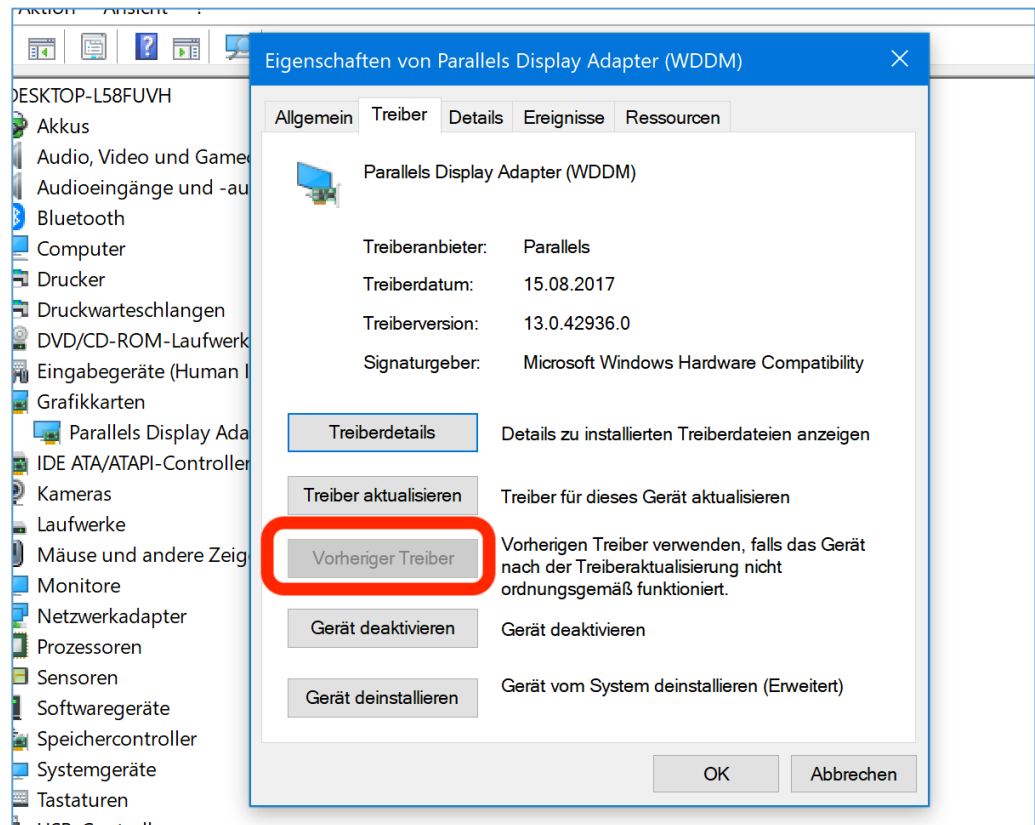 Aktion Ansicht ?
DESKTOP-L58FUVH
Akkus
Audio, Video und
Audioeingänge und
Bluetooth
Computer
Drucker
Druckwarteschlangen
DVD/CD-ROM-Laufwerk
Eingabegeräte (Human
Grafikkarten
Parallels Display
IDE ATA/ATAPI-Controller
Kameras
Laufwerke
Mäuse und andere
Monitore
Netzwerkadapter
Prozessoren
Sensoren
Softwaregeräte
Speichercontroller
Systemgeräte
Tastaturen
Eigenschaften von Parallels Display Adapter (WDDM)
Allgemein Treiber Details Ereignisse Ressourcen
Parallels Display Adapter (WDDM)
Treiberanbieter: Parallels
Treiberdatum: 15.08.2017
Treiberversion: 13.0.42936.0
Signaturgeber: Microsoft Windows Hardware Compatibility
Treiberdetails Details zu installierten Treiberdateien anzeigen
Treiber aktualisieren Treiber für dieses Gerät aktualisieren
Vorheriger Treiber Vorherigen Treiber verwenden, falls das Gerät
nach der Treiberaktualisierung nicht
ordnungsgemäß funktioniert.
Gerät deaktivieren Gerät deaktivieren
Gerät deinstallieren Gerät vom System deinstallieren (Erweitert)
OK Abbrechen